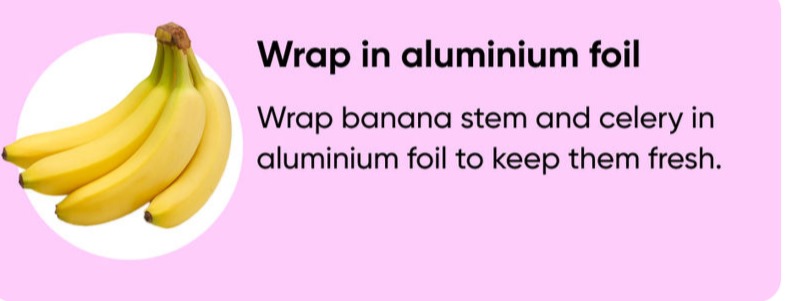 Wrap in aluminium foil
Wrap banana stem and celery in
aluminium foil to keep them fresh.